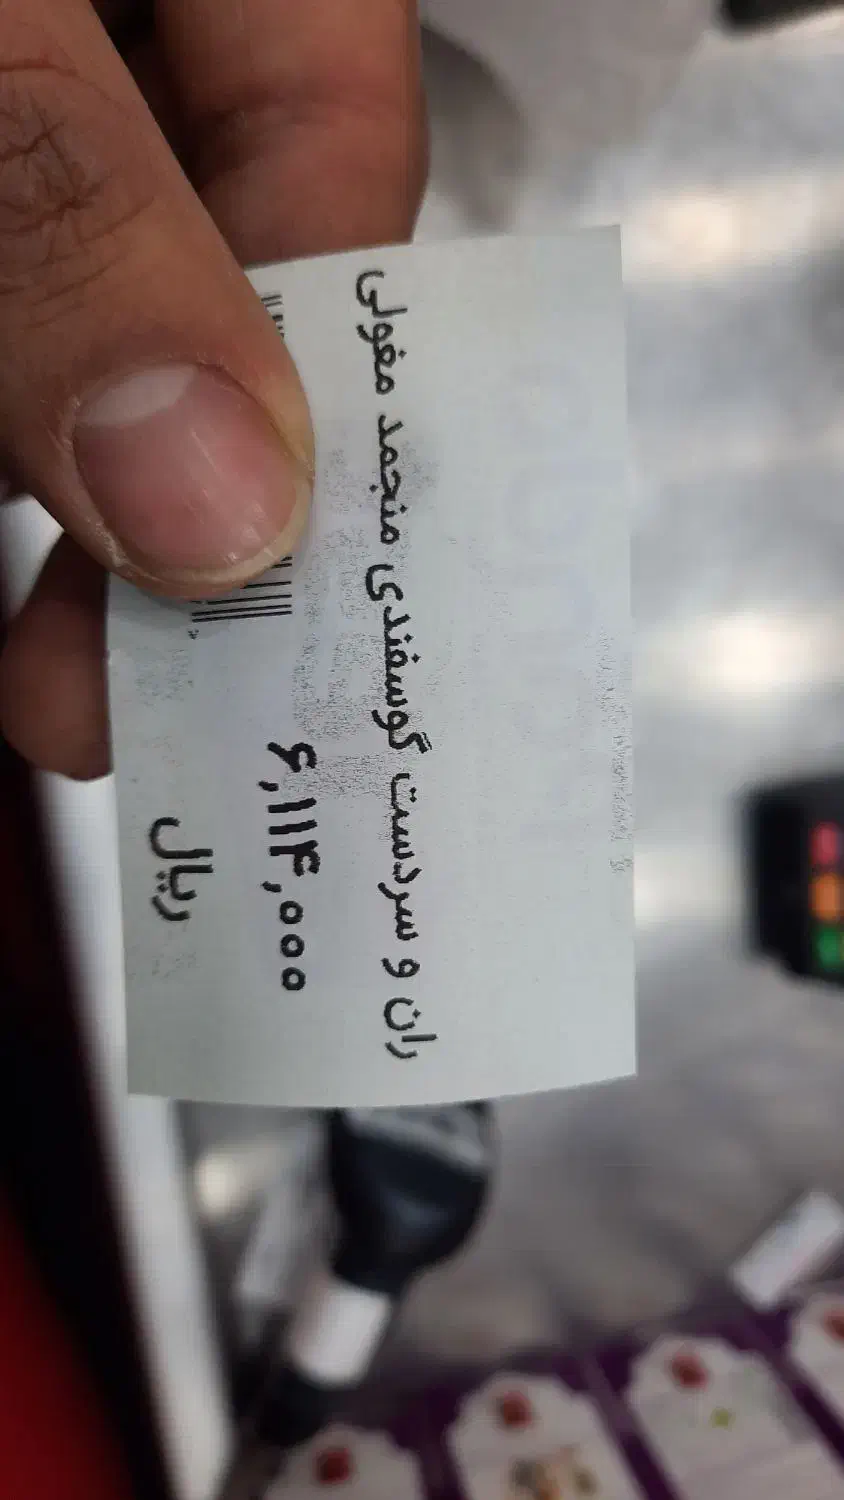 ران و سردست گوسفندی منجمد مغولی
۶,۱۱۴,۰۰۰
ریال